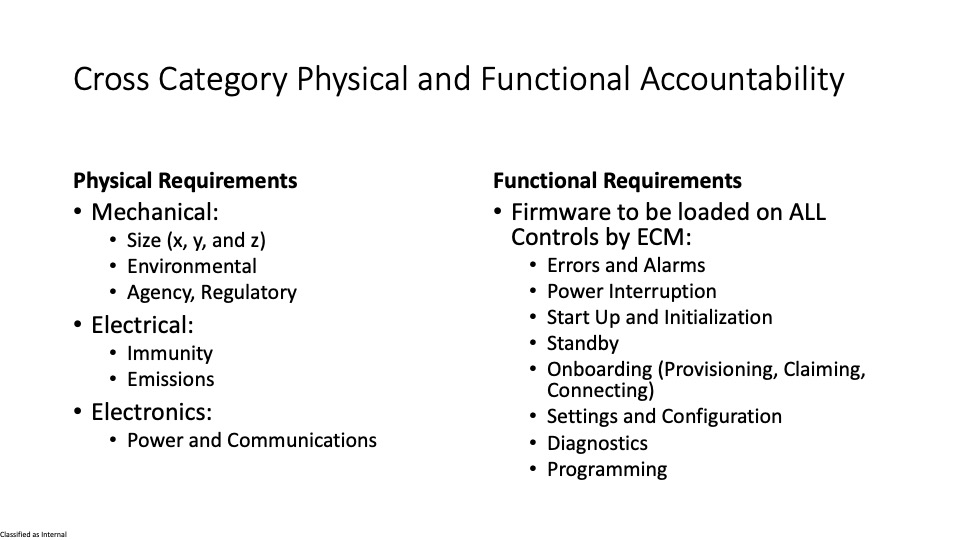 Cross Category Physical and Functional Accountability
Physical Requirements
• Mechanical:
• Size (x, y, and z)
• Environmental
• Agency, Regulatory
• Electrical:
• Immunity
• Emissions
• Electronics:
• Power and Communications
Functional Requirements
• Firmware to be loaded on ALL
Controls by ECM:
• Errors and Alarms
• Power Interruption
• Start Up and Initialization
• Standby
• Onboarding (Provisioning, Claiming,
Connecting)
• Settings and Configuration
• Diagnostics
• Programming
Classified as Internal